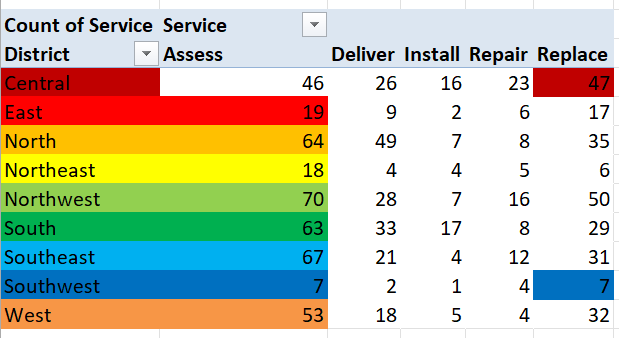 Count of Service Service
District Assess Deliver Install Repair Replace
Central 46 26 16 23 47
East 19 9 2 6 17
North 64 49 7 8 35
Northeast 18 4 4 5 6
Northwest 70 28 7 16 50
South 63 33 17 8 29
Southeast 67 21 4 12 31
Southwest 7 2 1 4 7
West 53 18 5 4 32